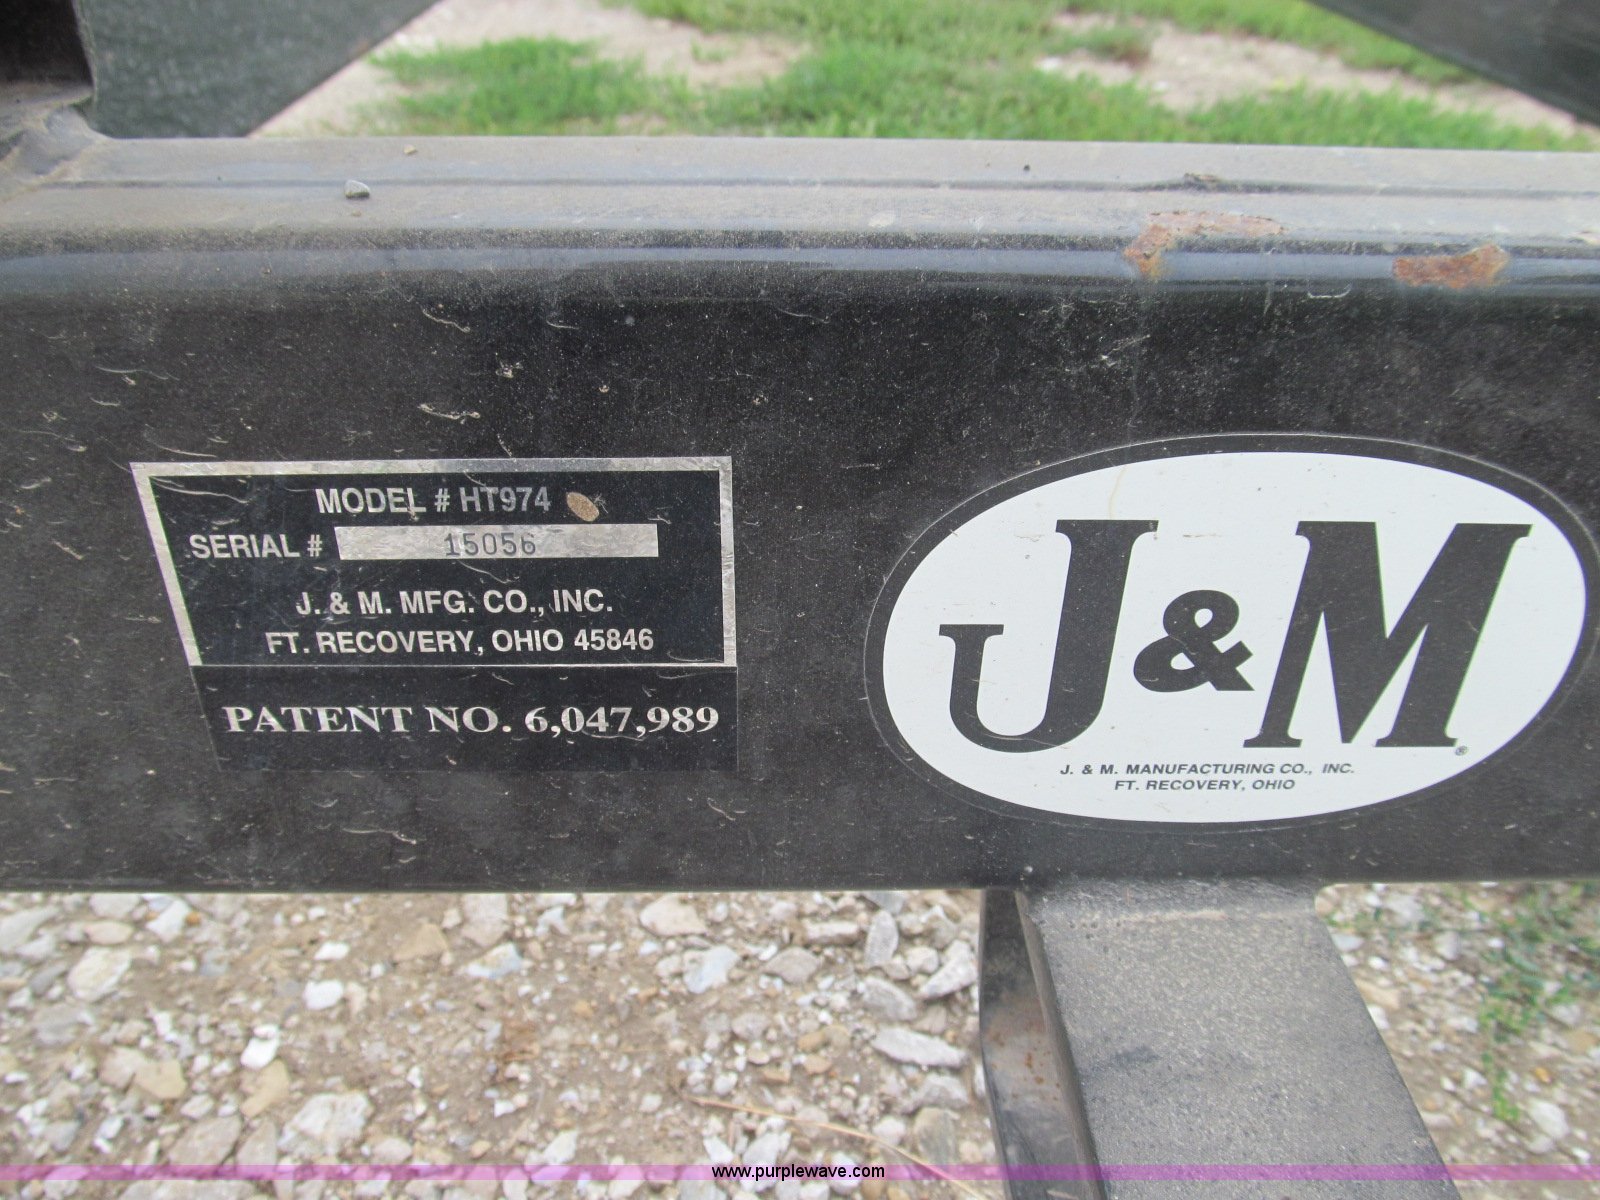 MODEL # HT974
SERIAL # 15056
J. & M. MFG. CO., INC.
FT. RECOVERY, OHIO 45846
PATENT NO. 6,047,989
J&M®
J. & M. MANUFACTURING CO., INC.
FT. RECOVERY, OHIO
www.purplewave.com